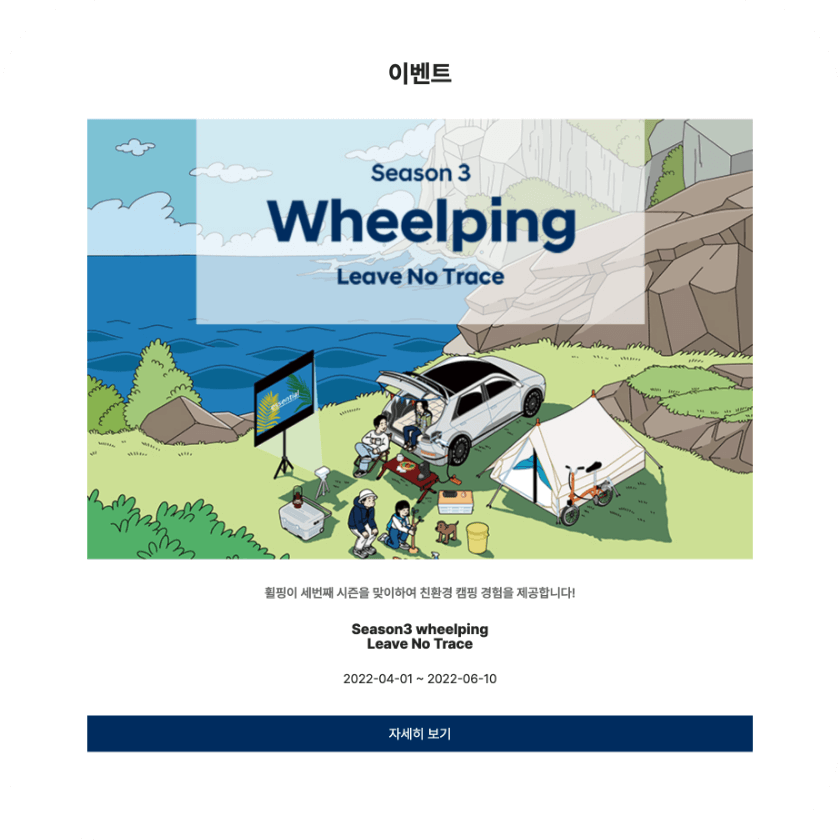 이벤트
Season 3
Wheelping
Leave No Trace
essential
휠핑이 세번째 시즌을 맞이하여 친환경 캠핑 경험을 제공합니다!
Season3 wheelping
Leave No Trace
2022-04-01 ~ 2022-06-10
자세히 보기